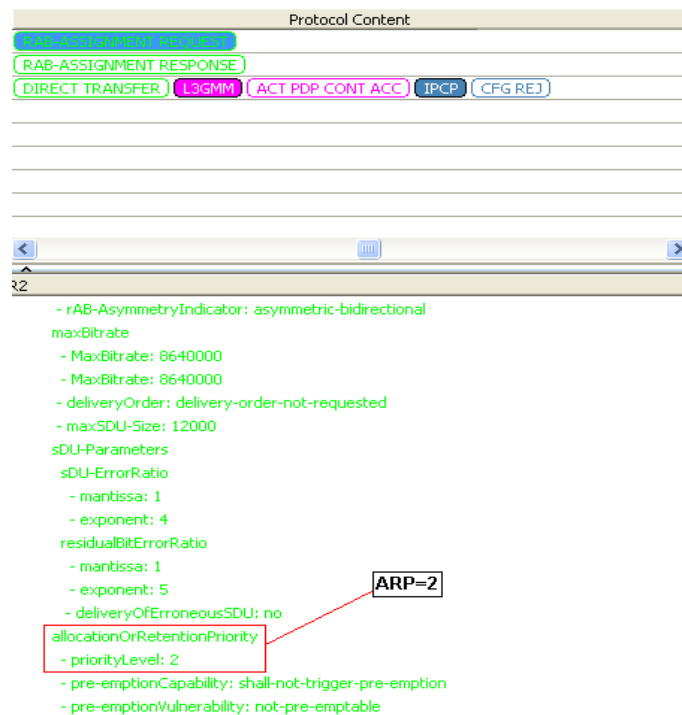 Protocol Content
RAB-ASSIGNMENT REQUEST
RAB-ASSIGNMENT RESPONSE
DIRECT TRANSFER L3GMM ACT PDP CONT ACC IPCP CFG REJ
R2
- rAB-AsymmetryIndicator: asymmetric-bidirectional
maxBitrate
- MaxBitrate: 8640000
- MaxBitrate: 8640000
- deliveryOrder: delivery-order-not-requested
- maxSDU-Size: 12000
sDU-Parameters
sDU-ErrorRatio
- mantissa: 1
- exponent: 4
residualBitErrorRatio
- mantissa: 1
- exponent: 5
ARP=2
- deliveryOfErroneousSDU: no
allocationOrRetentionPriority
- priorityLevel: 2
- pre-emptionCapability: shall-not-trigger-pre-emption
- pre-emptionVulnerability: not-pre-emptable